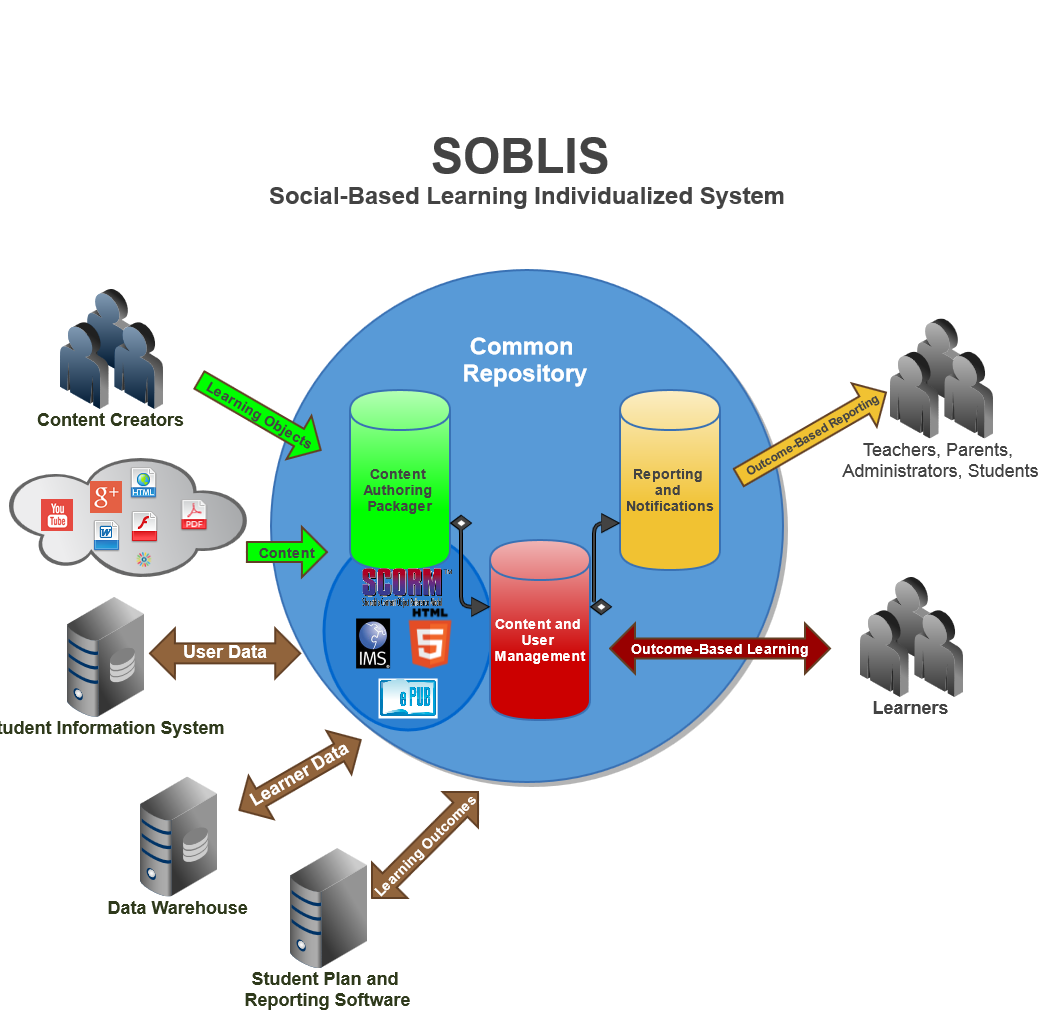 SOBLIS
Social-Based Learning Individualized System
Common
Repository
Content Creators
Learning Objects
Content
Authoring
Packager
Reporting
and
Notifications
Outcome-Based Reporting
Teachers, Parents,
Administrators, Students
You
Tube
g+
HTML
W
PDF
Content
SCORM™
HTML
5
IMS
ePUB
Content and
User
Management
User Data
Outcome-Based Learning
Learners
tudent Information System
Learner Data
Learning Outcomes
Data Warehouse
Student Plan and
Reporting Software